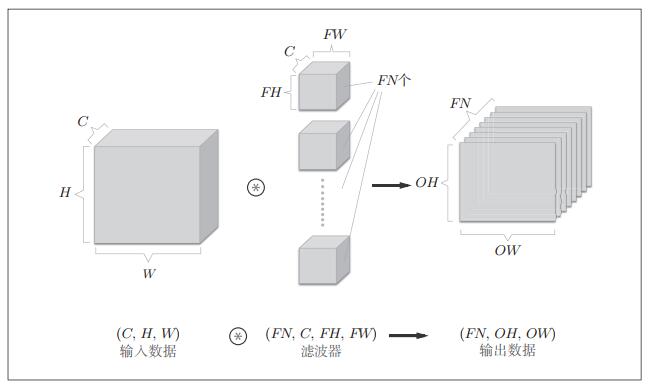 FW
C
FH
FN个
C
H
W
FN
OH
OW
(C, H, W) ⊛ (FN, C, FH, FW) (FN, OH, OW)
输入数据 滤波器 输出数据